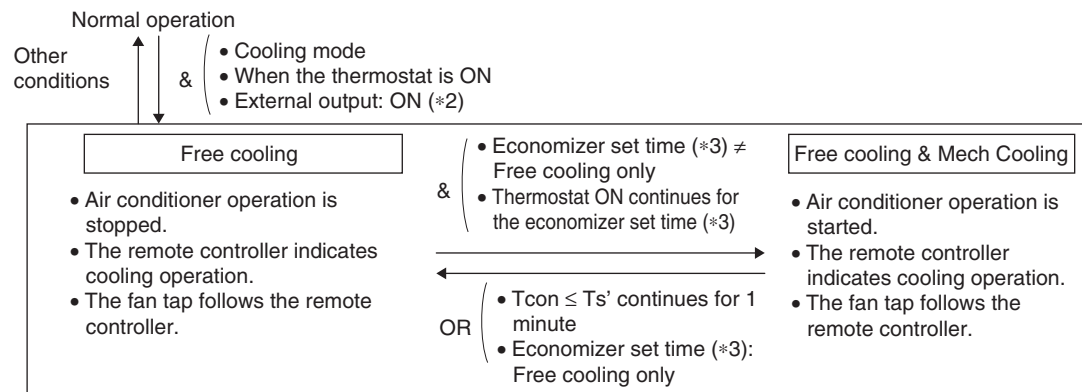 Normal operation
Other
conditions
&
• Cooling mode
• When the thermostat is ON
• External output: ON (*2)
Free cooling
• Air conditioner operation is
stopped.
• The remote controller indicates
cooling operation.
• The fan tap follows the remote
controller.
&
• Economizer set time (*3) ≠
Free cooling only
• Thermostat ON continues for
the economizer set time (*3)
OR
• Tcon ≤ Ts’ continues for 1
minute
• Economizer set time (*3):
Free cooling only
Free cooling & Mech Cooling
• Air conditioner operation is
started.
• The remote controller
indicates cooling operation.
• The fan tap follows the
remote controller.